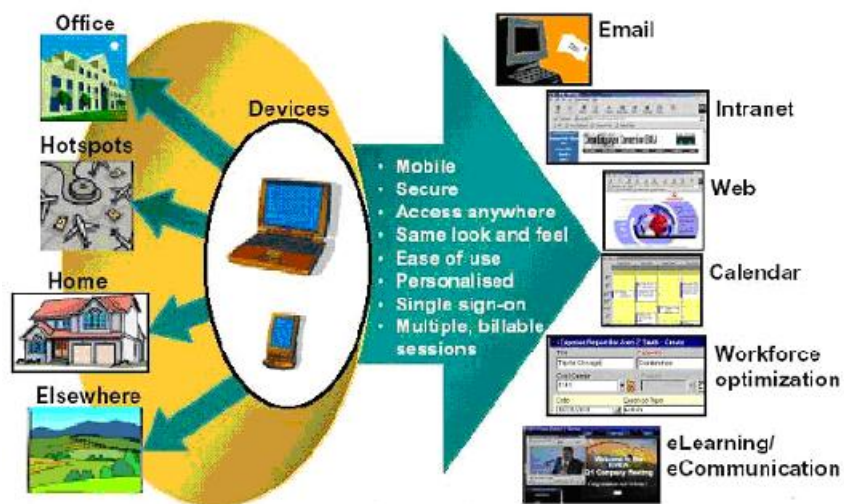 Office
Devices
Hotspots
Home
Elsewhere
• Mobile
• Secure
• Access anywhere
• Same look and feel
• Ease of use
• Personalised
• Single sign-on
• Multiple, billable
sessions
Email
Intranet
Web
Calendar
Workforce
optimization
eLearning/
eCommunication